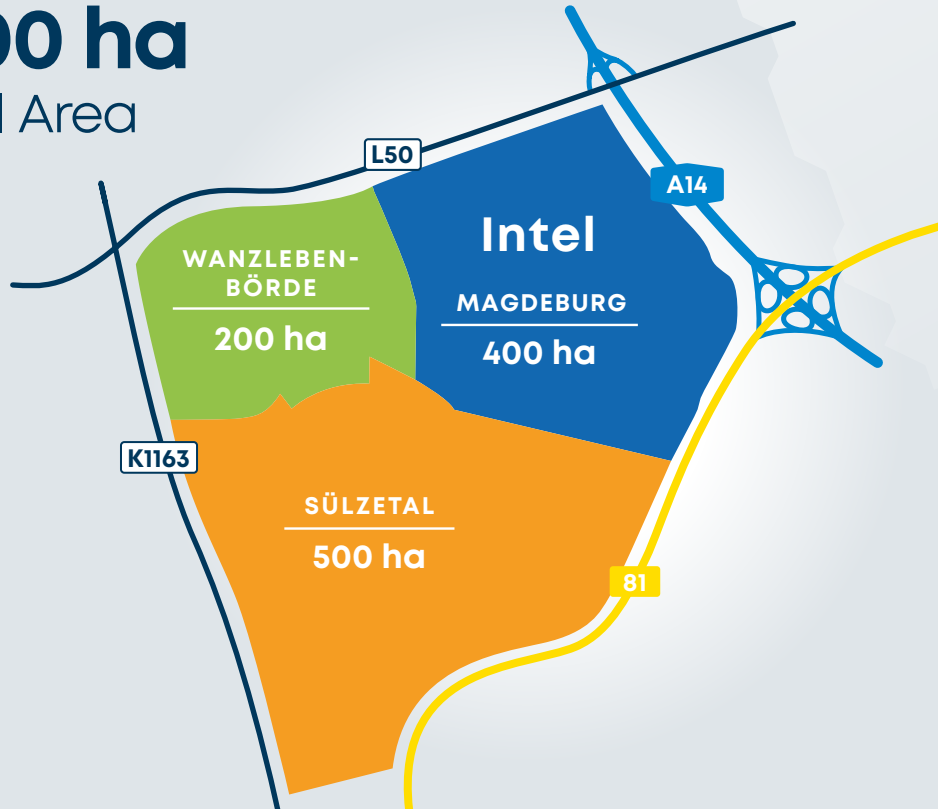 00 ha
Area
L50
A14
Intel
WANZLEBEN-
BÖRDE
200 ha
MAGDEBURG
400 ha
K1163
SÜLZETAL
500 ha
81